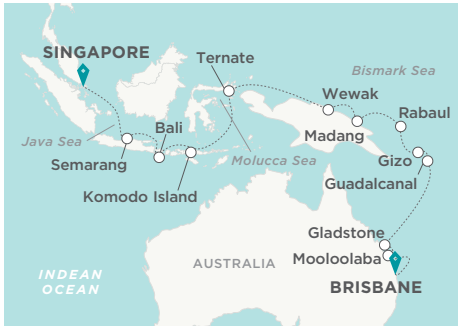 SINGAPORE
Ternate
Bismark Sea
Wewak
Rabaul
Bali
Java Sea
Madang
Semarang
Molucca Sea
Gizo
Komodo Island
Guadalcanal
Gladstone
AUSTRALIA
Mooloolaba
INDEAN
OCEAN
BRISBANE